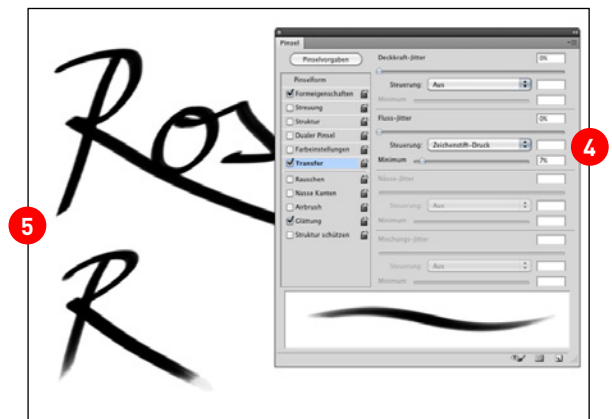 Ros
R
5
4
Pinsel
Pinselvorgaben
Pinselform
Formeigenschaften
Streuung
Struktur
Dualer Pinsel
Farbeinstellungen
Transfer
Rauschen
Nasse Kanten
Airbrush
Glättung
Struktur schützen
Deckkraft-Jitter 0%
Steuerung: Aus
Minimum
Fluss-Jitter 0%
Steuerung: Zeichenstift-Druck
Minimum 7%
Nässe-Jitter
Steuerung: Aus
Minimum
Mischungs-Jitter
Steuerung: Aus
Minimum